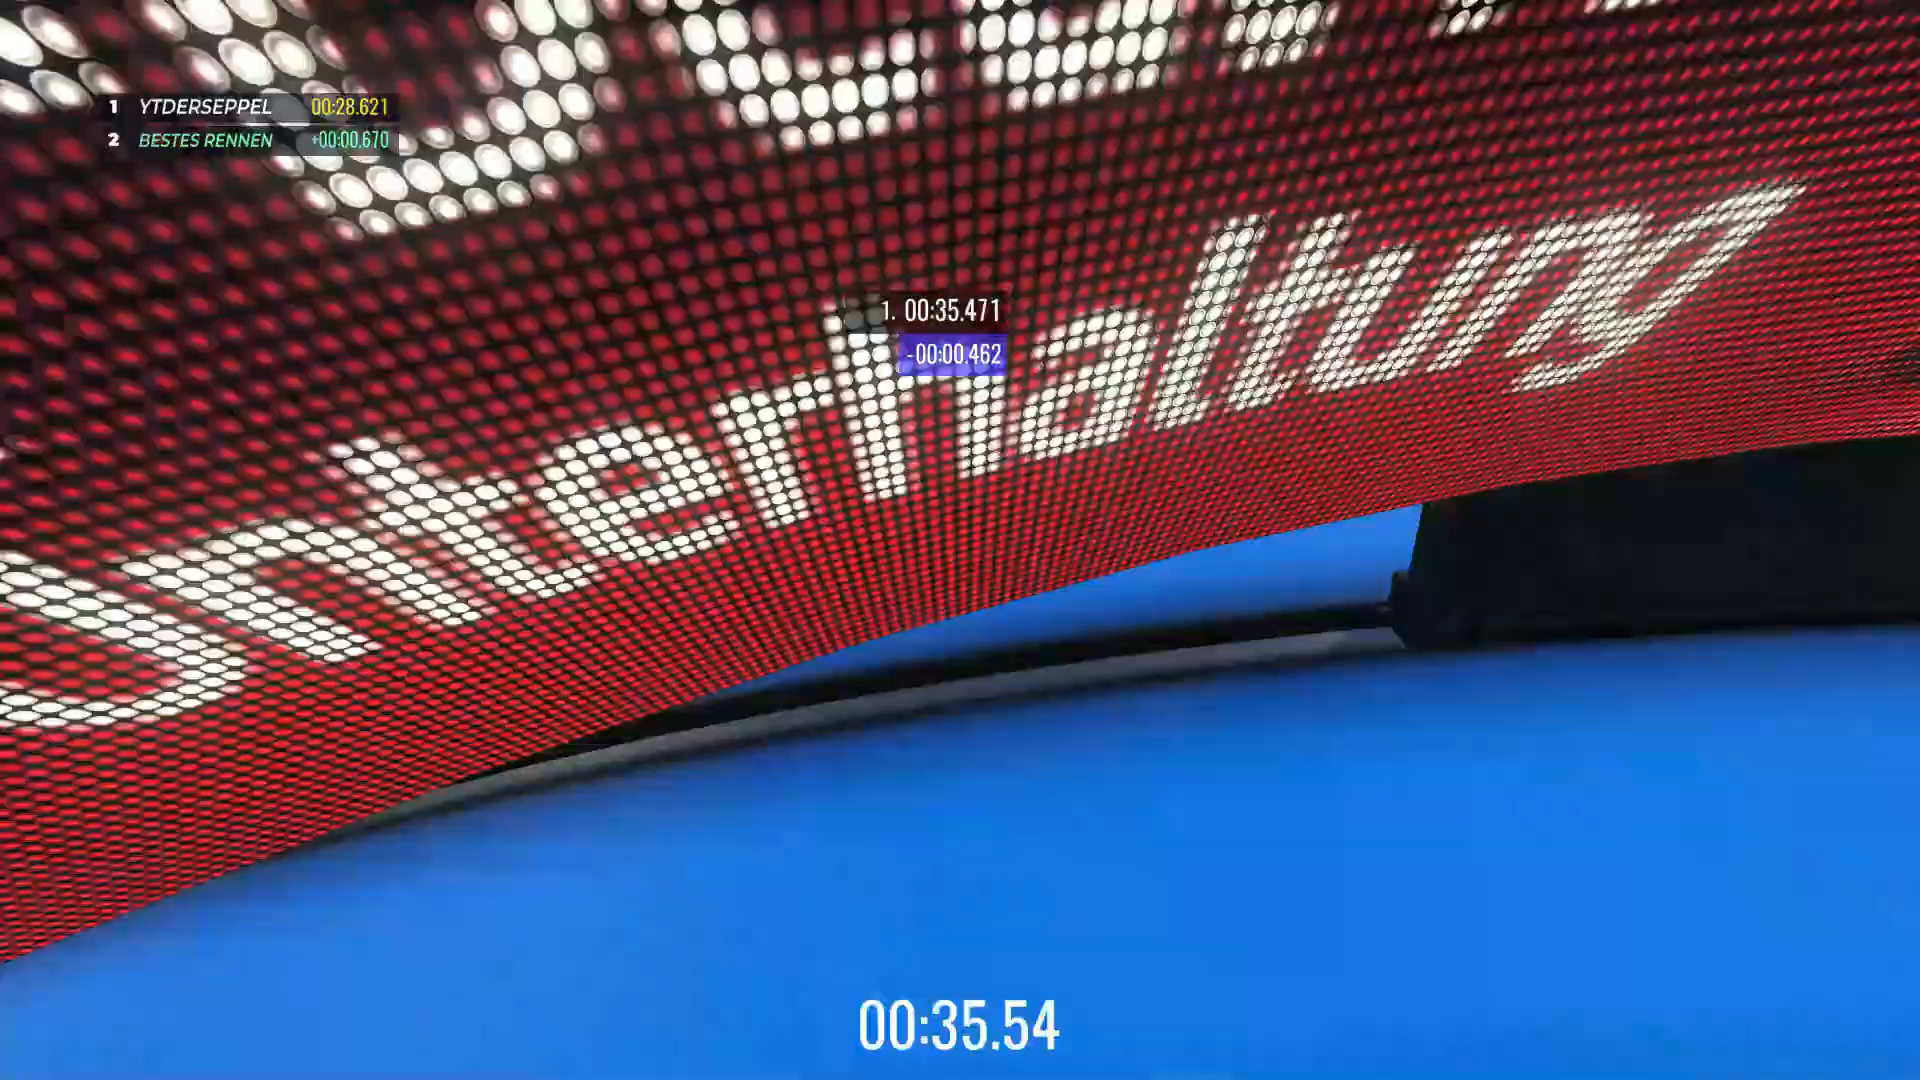 1 YTDERSEPPEL 00:28.621
2 BESTES RENNEN +00:00.670
1. 00:35.471
-00:00.462
Unterhaltung
00:35.54